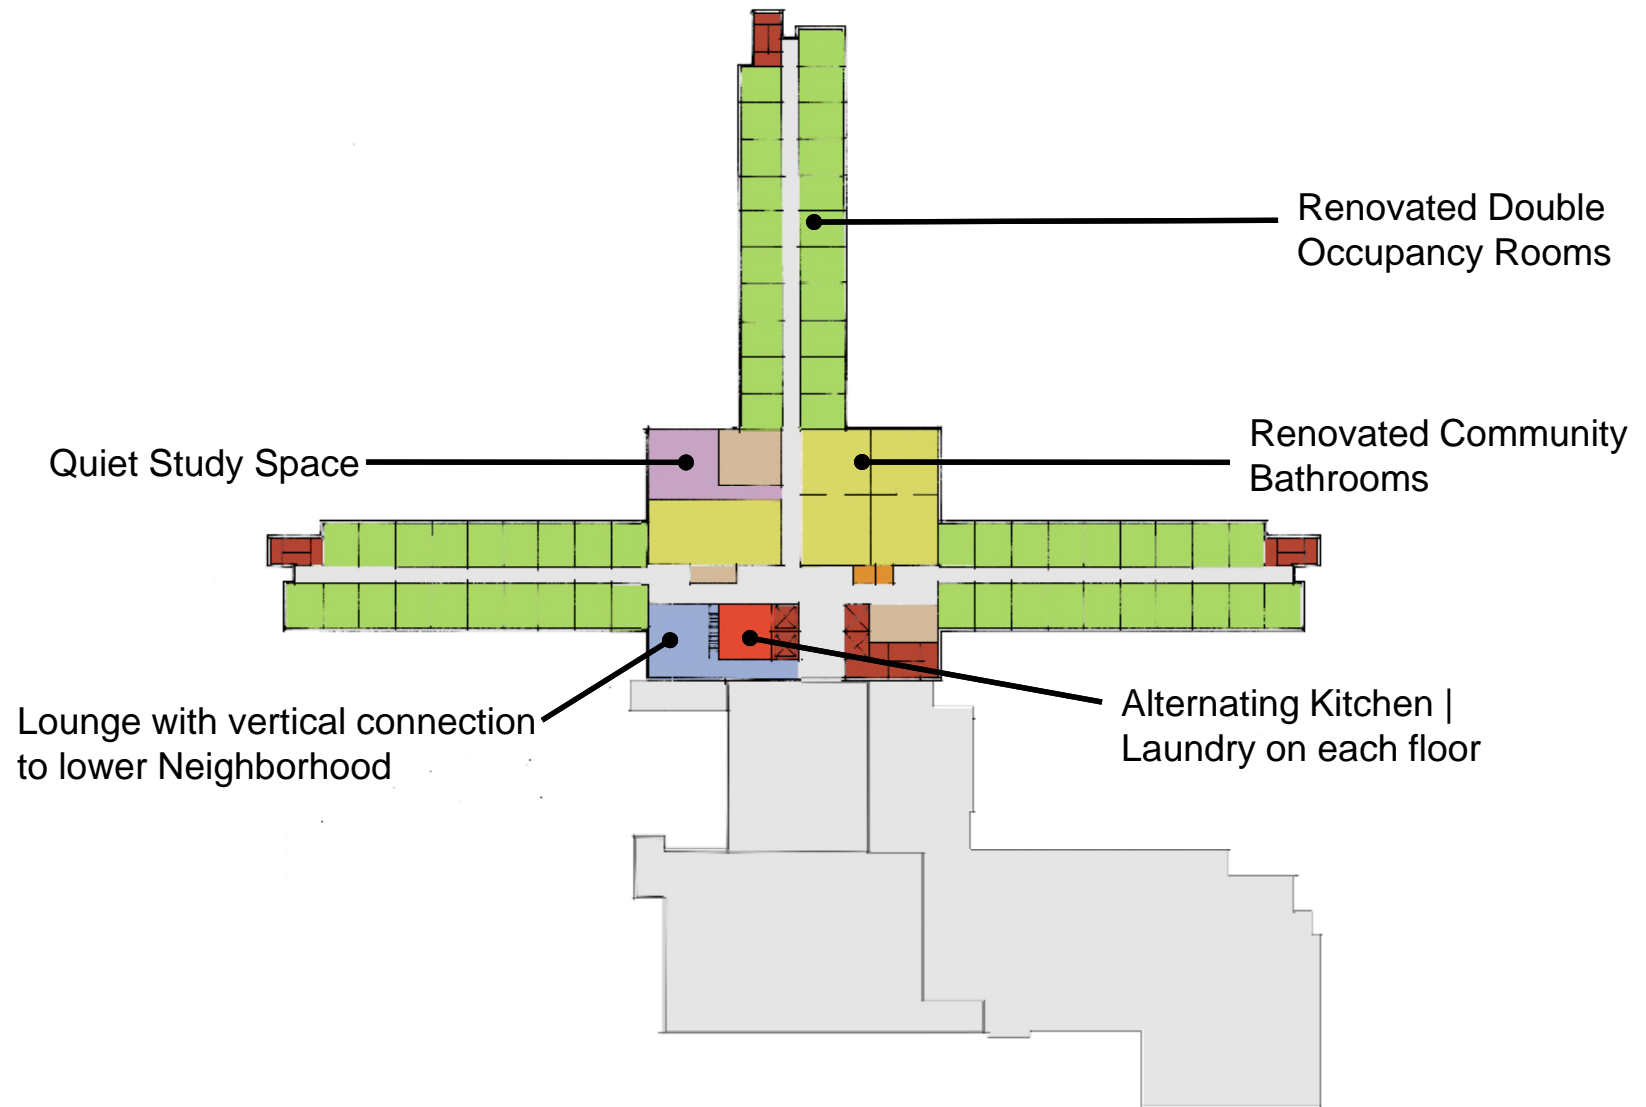 Renovated Double
Occupancy Rooms
Quiet Study Space
Renovated Community
Bathrooms
Lounge with vertical connection
to lower Neighborhood
Alternating Kitchen |
Laundry on each floor